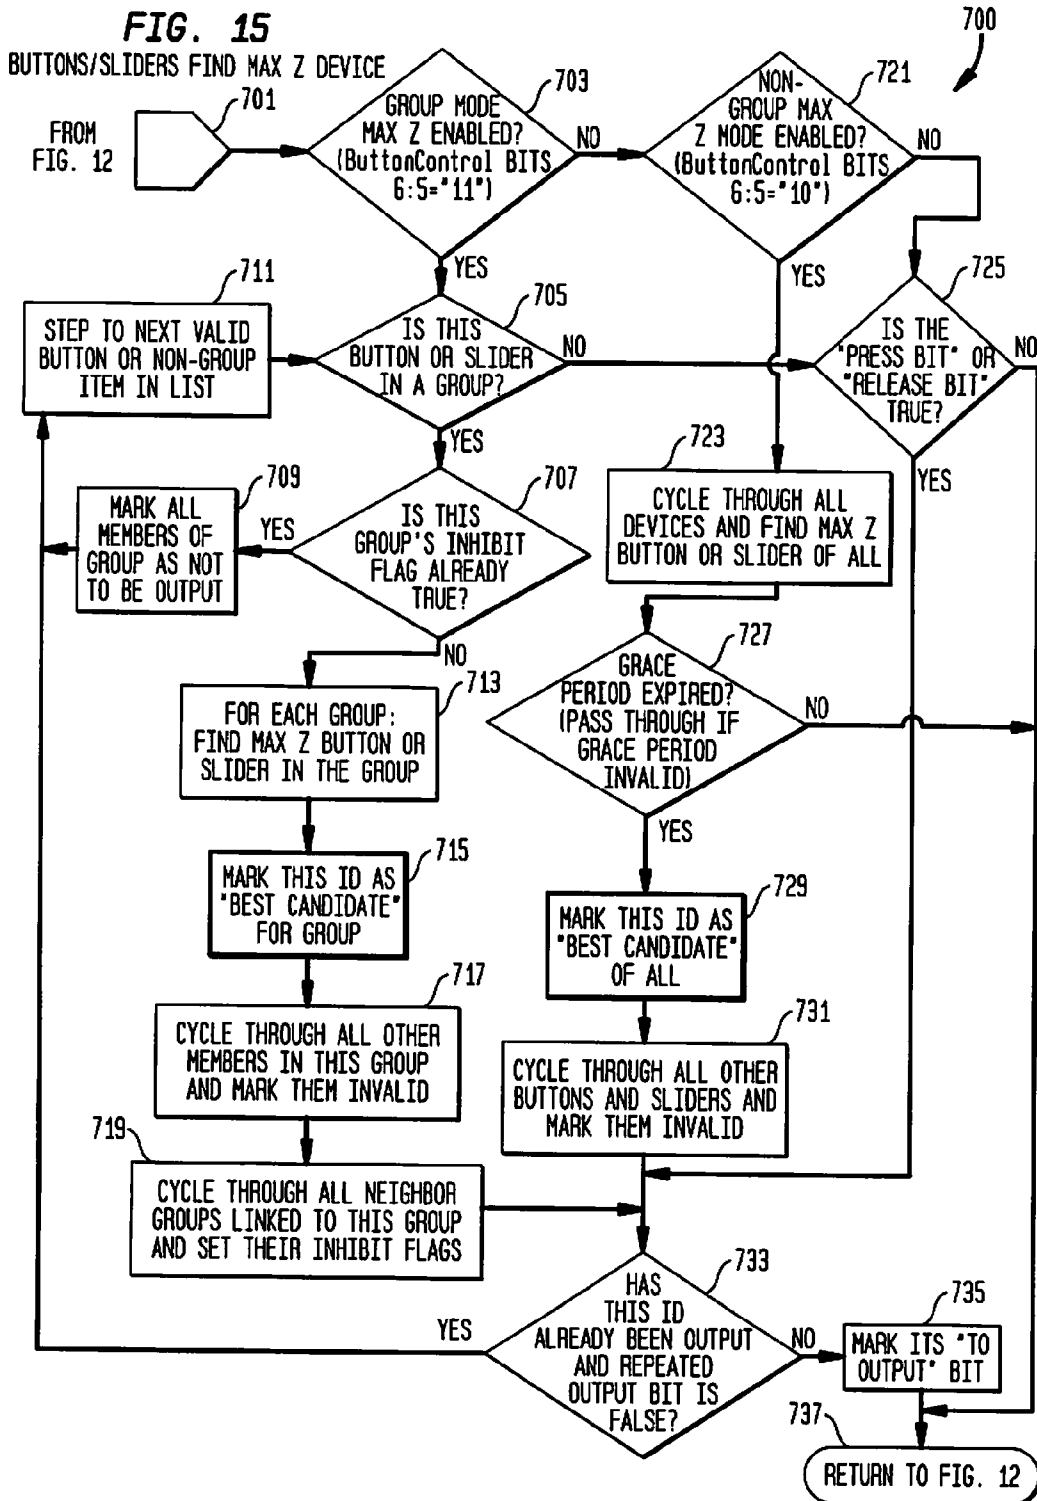 FIG. 15
BUTTONS/SLIDERS FIND MAX Z DEVICE
700
701
FROM
FIG. 12
703
GROUP MODE
MAX Z ENABLED?
(ButtonControl BITS
6:5="11")
NO
YES
721
NON-
GROUP MAX
Z MODE ENABLED?
(ButtonControl BITS
6:5="10")
NO
YES
711
STEP TO NEXT VALID
BUTTON OR NON-GROUP
ITEM IN LIST
705
IS THIS
BUTTON OR SLIDER
IN A GROUP?
NO
YES
725
IS THE
"PRESS BIT" OR
"RELEASE BIT"
TRUE?
NO
YES
709
MARK ALL
MEMBERS OF
GROUP AS NOT
TO BE OUTPUT
YES
707
IS THIS
GROUP'S INHIBIT
FLAG ALREADY
TRUE?
NO
723
CYCLE THROUGH ALL
DEVICES AND FIND MAX Z
BUTTON OR SLIDER OF ALL
713
FOR EACH GROUP:
FIND MAX Z BUTTON OR
SLIDER IN THE GROUP
727
GRACE
PERIOD EXPIRED?
(PASS THROUGH IF
GRACE PERIOD
INVALID)
NO
YES
715
MARK THIS ID AS
"BEST CANDIDATE"
FOR GROUP
729
MARK THIS ID AS
"BEST CANDIDATE"
OF ALL
717
CYCLE THROUGH ALL OTHER
MEMBERS IN THIS GROUP
AND MARK THEM INVALID
731
CYCLE THROUGH ALL OTHER
BUTTONS AND SLIDERS AND
MARK THEM INVALID
719
CYCLE THROUGH ALL NEIGHBOR
GROUPS LINKED TO THIS GROUP
AND SET THEIR INHIBIT FLAGS
733
HAS
THIS ID
ALREADY BEEN OUTPUT
AND REPEATED
OUTPUT BIT IS
FALSE?
YES
NO
735
MARK ITS "TO
OUTPUT" BIT
737
RETURN TO FIG. 12